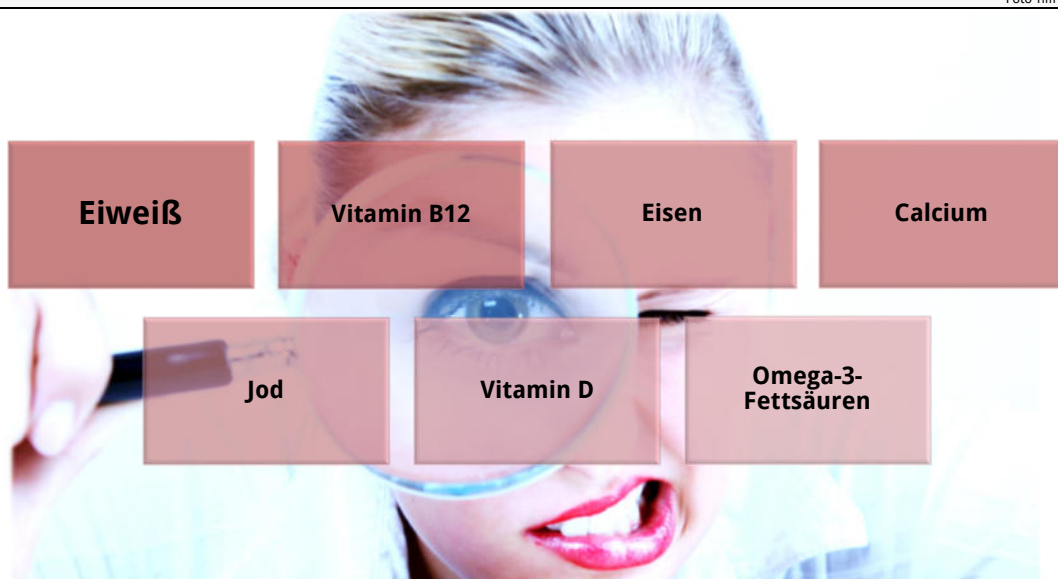 Eiweiß
Vitamin B12
Eisen
Calcium
Jod
Vitamin D
Omega-3-
Fettsäuren